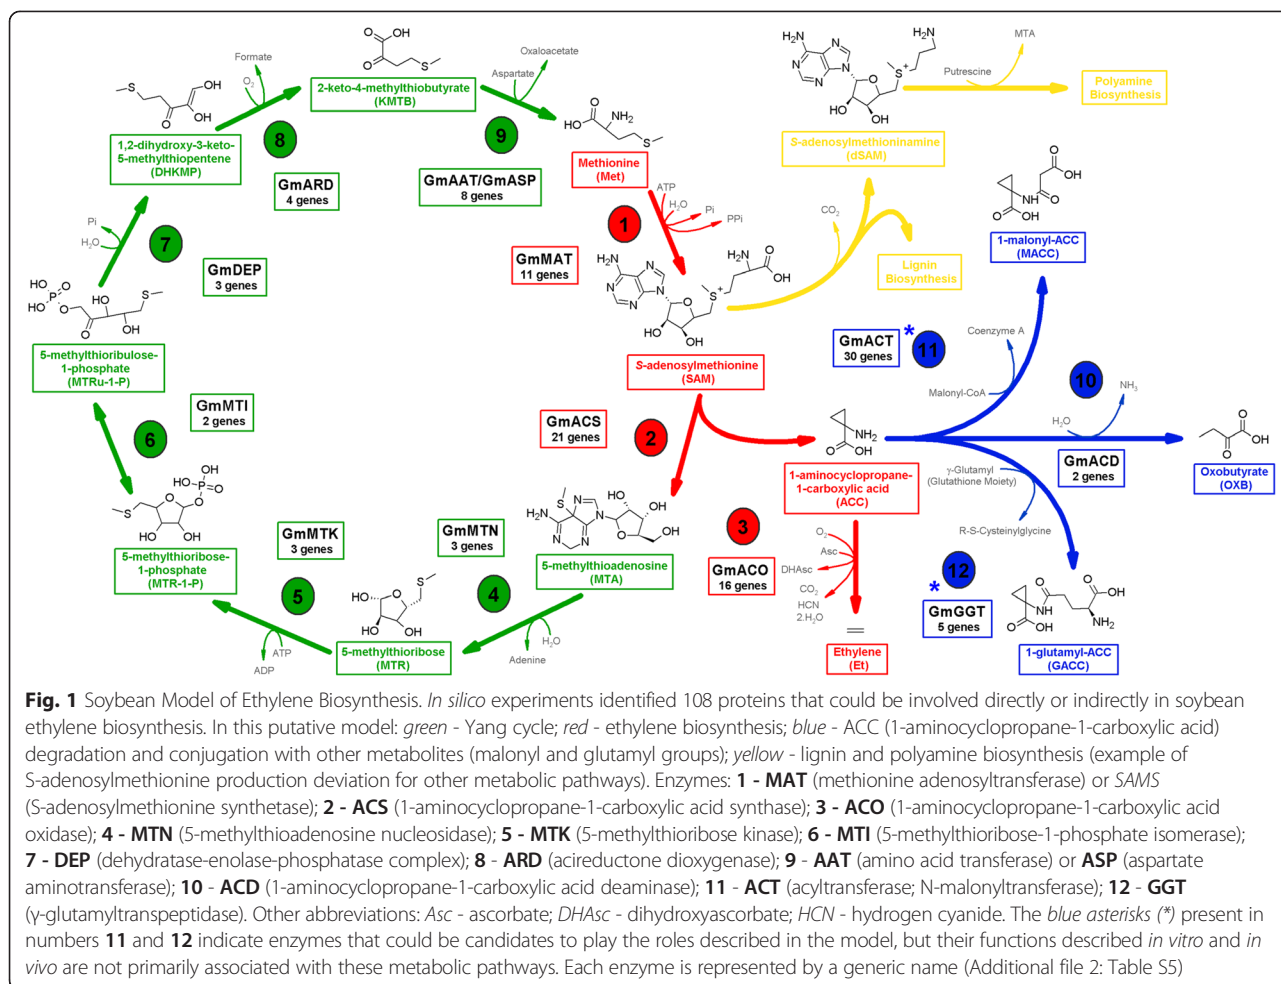 Formate
O2
2-keto-4-methylthiobutyrate
(KMTB)
Oxaloacetate
Aspartate
1,2-dihydroxy-3-keto-
5-methylthiopentene
(DHKMP)
8
GmARD
4 genes
9
GmAAT/GmASP
8 genes
Methionine
(Met)
ATP
H2O
Pi
PPi
1
GmMAT
11 genes
S-adenosylmethioninamine
(dSAM)
Putrescine
MTA
Polyamine
Biosynthesis
CO2
Lignin
Biosynthesis
1-malonyl-ACC
(MACC)
Pi
H2O
7
GmDEP
3 genes
5-methylthioribulose-
1-phosphate
(MTRu-1-P)
S-adenosylmethionine
(SAM)
GmACT
30 genes
*
11
Coenzyme A
Malonyl-CoA
10
NH3
H2O
GmACD
2 genes
Oxobutyrate
(OXB)
GmMTI
2 genes
6
GmACS
21 genes
2
1-aminocyclopropane-
1-carboxylic acid
(ACC)
γ-Glutamyl
(Glutathione Moiety)
R-S-Cysteinylglycine
5-methylthioribose-
1-phosphate
(MTR-1-P)
GmMTK
3 genes
5
GmMTN
3 genes
4
5-methylthioadenosine
(MTA)
3
GmACO
16 genes
O2
Asc
DHAsc
CO2
HCN
2.H2O
Ethylene
(Et)
12
*
GmGGT
5 genes
1-glutamyl-ACC
(GACC)
5-methylthioribose
(MTR)
ATP
ADP
H2O
Adenine
Fig. 1 Soybean Model of Ethylene Biosynthesis. In silico experiments identified 108 proteins that could be involved directly or indirectly in soybean
ethylene biosynthesis. In this putative model: green - Yang cycle; red - ethylene biosynthesis; blue - ACC (1-aminocyclopropane-1-carboxylic acid)
degradation and conjugation with other metabolites (malonyl and glutamyl groups); yellow - lignin and polyamine biosynthesis (example of
S-adenosylmethionine production deviation for other metabolic pathways). Enzymes: 1 - MAT (methionine adenosyltransferase) or SAMS
(S-adenosylmethionine synthetase); 2 - ACS (1-aminocyclopropane-1-carboxylic acid synthase); 3 - ACO (1-aminocyclopropane-1-carboxylic acid
oxidase); 4 - MTN (5-methylthioadenosine nucleosidase); 5 - MTK (5-methylthioribose kinase); 6 - MTI (5-methylthioribose-1-phosphate isomerase);
7 - DEP (dehydratase-enolase-phosphatase complex); 8 - ARD (acireductone dioxygenase); 9 - AAT (amino acid transferase) or ASP (aspartate
aminotransferase); 10 - ACD (1-aminocyclopropane-1-carboxylic acid deaminase); 11 - ACT (acyltransferase; N-malonyltransferase); 12 - GGT
(γ-glutamyltranspeptidase). Other abbreviations: Asc - ascorbate; DHAsc - dihydroxyascorbate; HCN - hydrogen cyanide. The blue asterisks (*) present in
numbers 11 and 12 indicate enzymes that could be candidates to play the roles described in the model, but their functions described in vitro and in
vivo are not primarily associated with these metabolic pathways. Each enzyme is represented by a generic name (Additional file 2: Table S5)